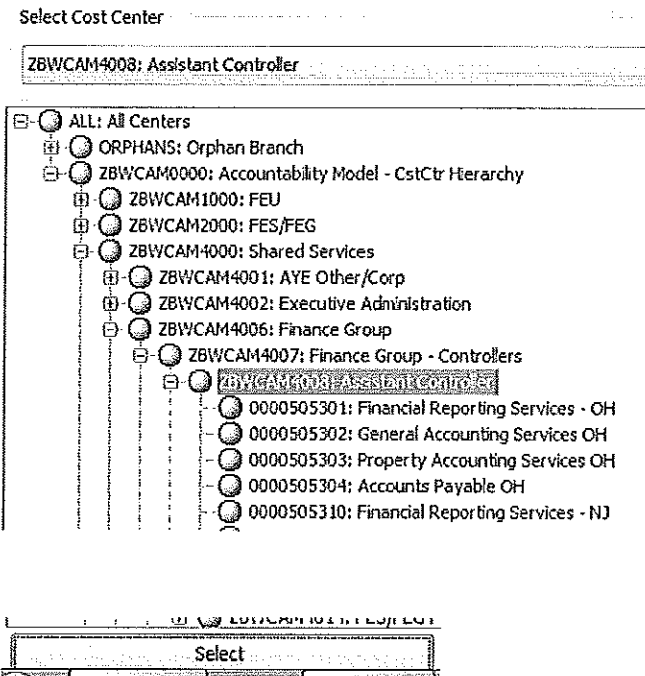 Select Cost Center
ZBWCAM4008: Assistant Controller
ALL: All Centers
ORPHANS: Orphan Branch
ZBWCAM0000: Accountability Model - CstCtr Hierarchy
ZBWCAM1000: FEU
ZBWCAM2000: FES/FEG
ZBWCAM4000: Shared Services
ZBWCAM4001: AYE Other/Corp
ZBWCAM4002: Executive Administration
ZBWCAM4006: Finance Group
ZBWCAM4007: Finance Group - Controllers
ZBWCAM4008: Assistant Controller
0000505301: Financial Reporting Services - OH
0000505302: General Accounting Services OH
0000505303: Property Accounting Services OH
0000505304: Accounts Payable OH
0000505310: Financial Reporting Services - NJ
Select